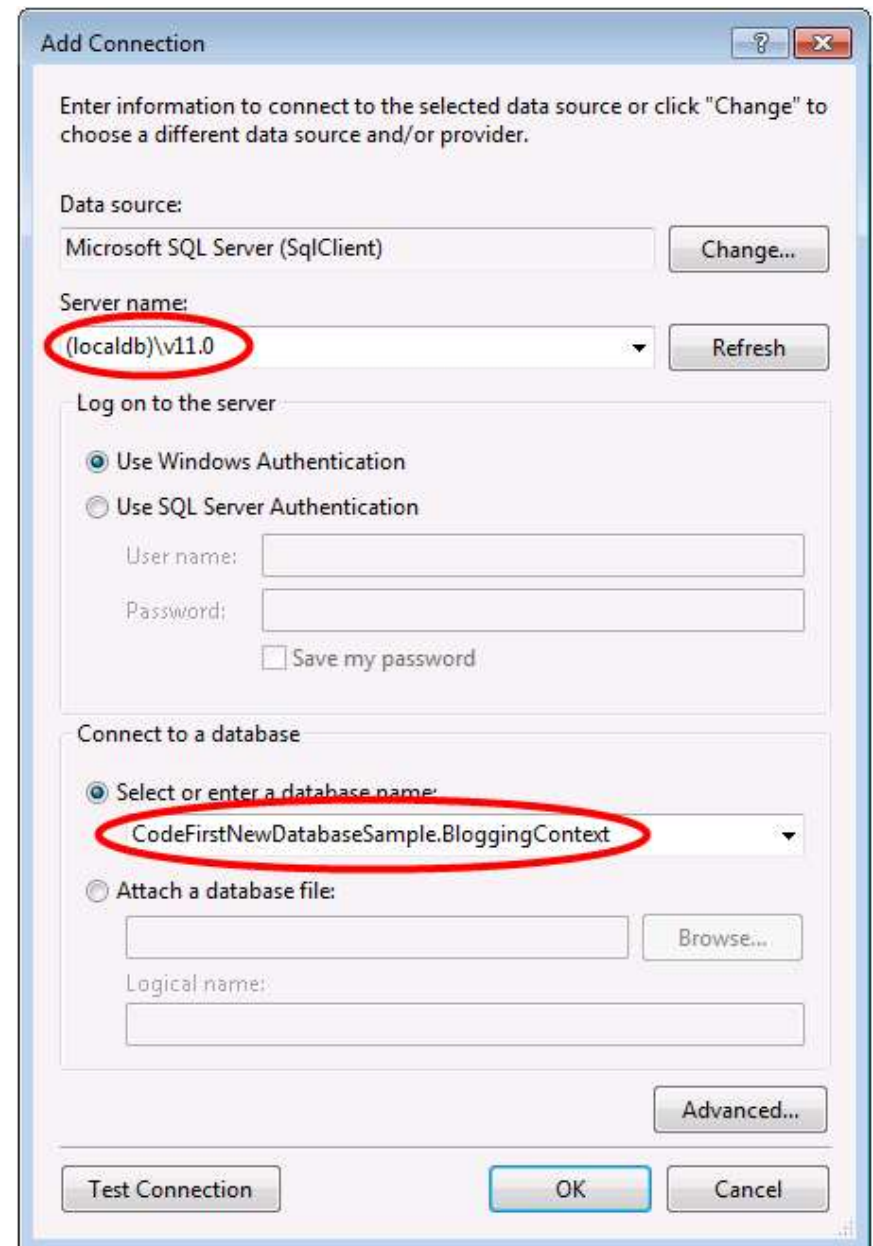 Add Connection
Enter information to connect to the selected data source or click "Change" to
choose a different data source and/or provider.
Data source:
Microsoft SQL Server (SqlClient)
Change...
Server name:
(localdb)\v11.0
Refresh
Log on to the server
Use Windows Authentication
Use SQL Server Authentication
User name:
Password:
Save my password
Connect to a database
Select or enter a database name:
CodeFirstNewDatabaseSample.BloggingContext
Attach a database file:
Browse...
Logical name:
Advanced...
Test Connection
OK
Cancel